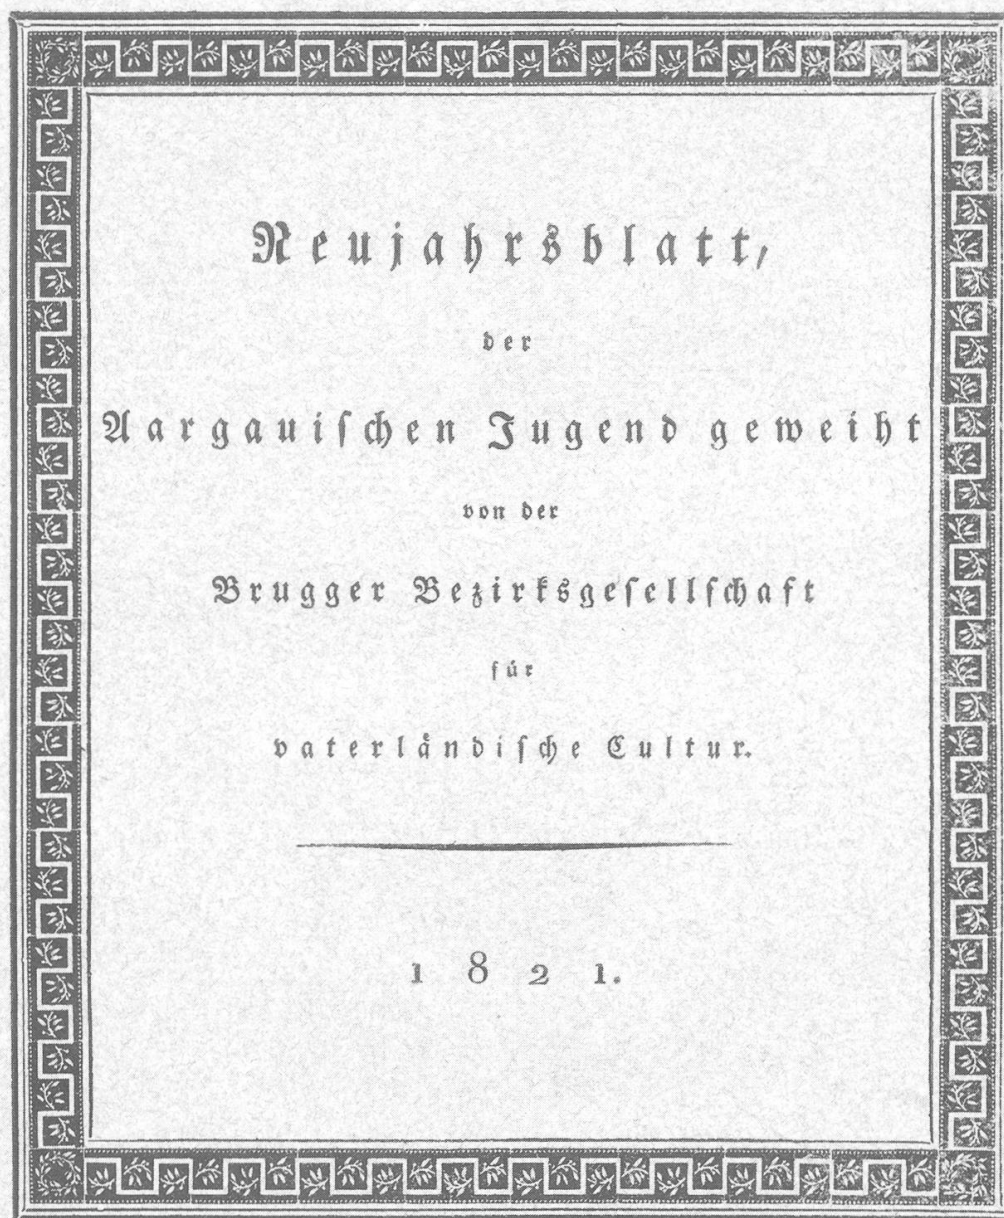 Neujahrsblatt,
der
Aargauischen Jugend geweiht
von der
Brugger Bezirksgesellschaft
für
vaterländische Cultur.
1821.